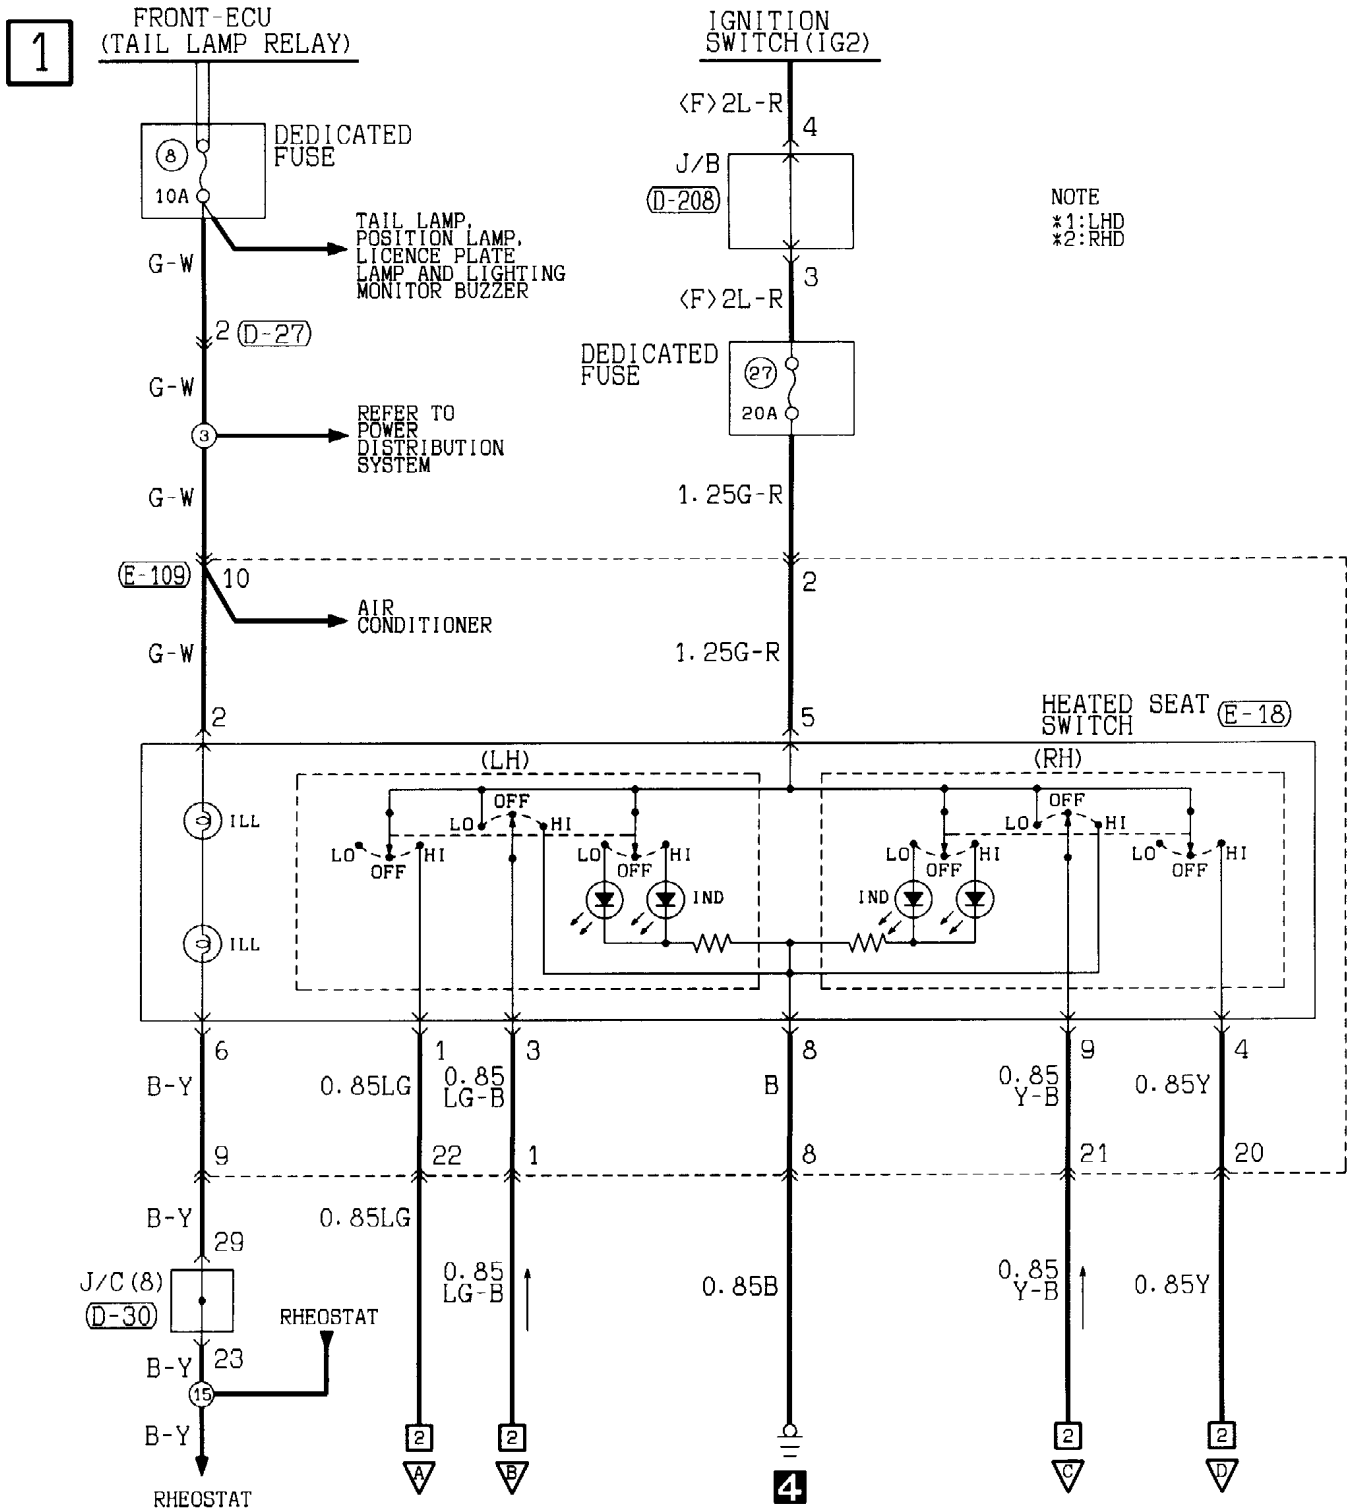 1
FRONT-ECU
(TAIL LAMP RELAY)
IGNITION
SWITCH(IG2)
<F>2L-R
4
8
10A
DEDICATED
FUSE
J/B
D-208
NOTE
*1:LHD
*2:RHD
TAIL LAMP,
POSITION LAMP,
LICENCE PLATE
LAMP AND LIGHTING
MONITOR BUZZER
G-W
3
<F>2L-R
2 D-27
DEDICATED
FUSE
27
20A
G-W
3
REFER TO
POWER
DISTRIBUTION
SYSTEM
G-W
1.25G-R
E-109
10
2
AIR
CONDITIONER
G-W
1.25G-R
2
5
HEATED SEAT
SWITCH
E-18
(LH)
(RH)
ILL
OFF
LO
HI
OFF
LO
HI
LO
HI
OFF
LO
HI
OFF
LO
HI
OFF
LO
HI
OFF
IND
IND
ILL
6
1
3
8
9
4
B-Y
0.85LG
0.85
LG-B
B
0.85
Y-B
0.85Y
9
22
1
8
21
20
B-Y
0.85LG
29
J/C(8)
D-30
0.85
LG-B
0.85B
0.85
Y-B
0.85Y
RHEOSTAT
B-Y
23
15
B-Y
2
2
2
2
A
B
C
D
4
RHEOSTAT